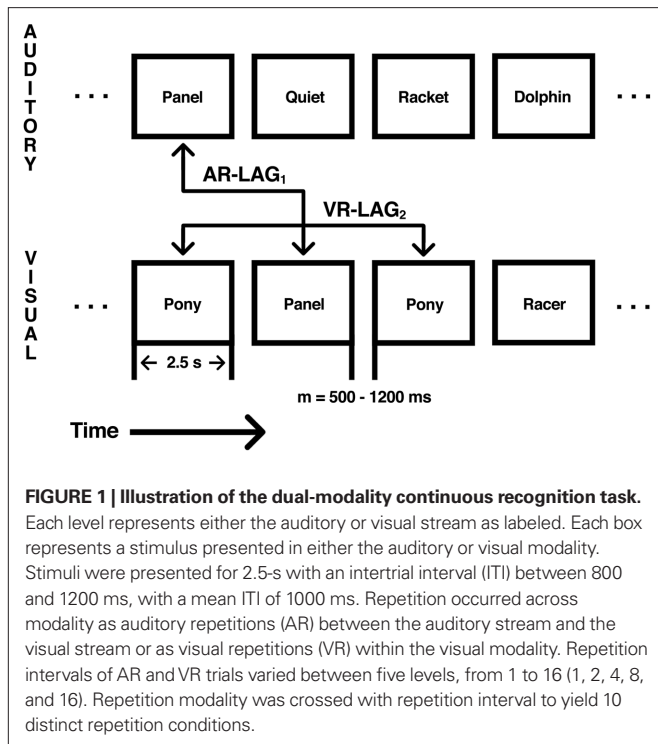 AUDITORY
... Panel Quiet Racket Dolphin ...
AR-LAG₁
VR-LAG₂
VISUAL
... Pony Panel Pony Racer ...
← 2.5 s →
m = 500 - 1200 ms
Time
FIGURE 1 | Illustration of the dual-modality continuous recognition task.
Each level represents either the auditory or visual stream as labeled. Each box
represents a stimulus presented in either the auditory or visual modality.
Stimuli were presented for 2.5-s with an intertrial interval (ITI) between 800
and 1200 ms, with a mean ITI of 1000 ms. Repetition occurred across
modality as auditory repetitions (AR) between the auditory stream and the
visual stream or as visual repetitions (VR) within the visual modality. Repetition
intervals of AR and VR trials varied between five levels, from 1 to 16 (1, 2, 4, 8,
and 16). Repetition modality was crossed with repetition interval to yield 10
distinct repetition conditions.